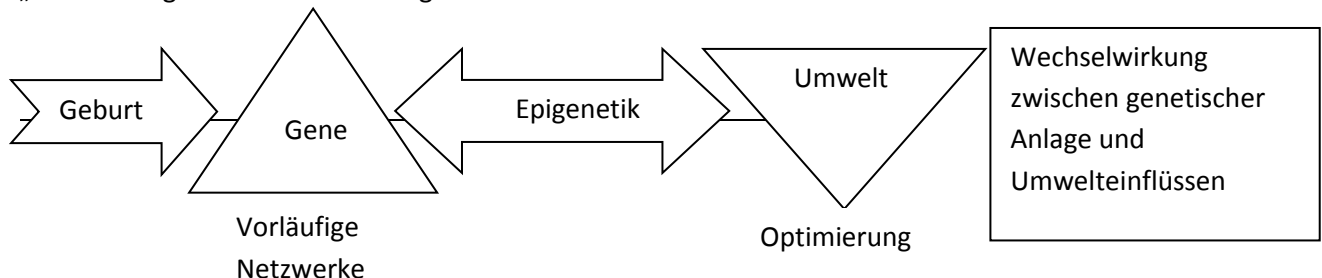 Geburt
Gene
Epigenetik
Umwelt
Wechselwirkung
zwischen genetischer
Anlage und
Umwelteinflüssen
Vorläufige
Netzwerke
Optimierung